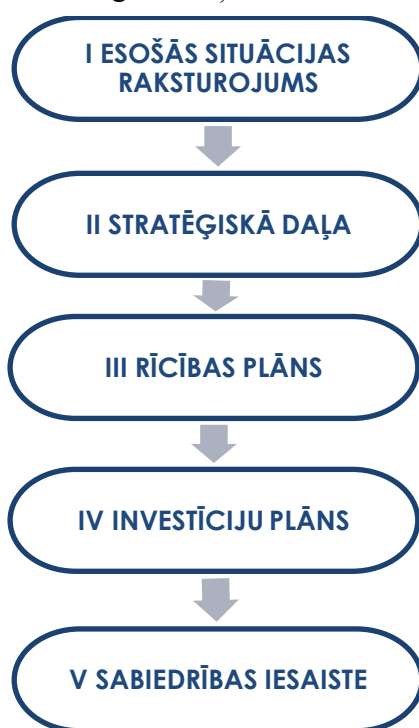 I ESOŠĀS SITUĀCIJAS
RAKSTUROJUMS
II STRATĒĢISKĀ DAĻA
III RĪCĪBAS PLĀNS
IV INVESTĪCIJU PLĀNS
V SABIEDRĪBAS IESAISTE